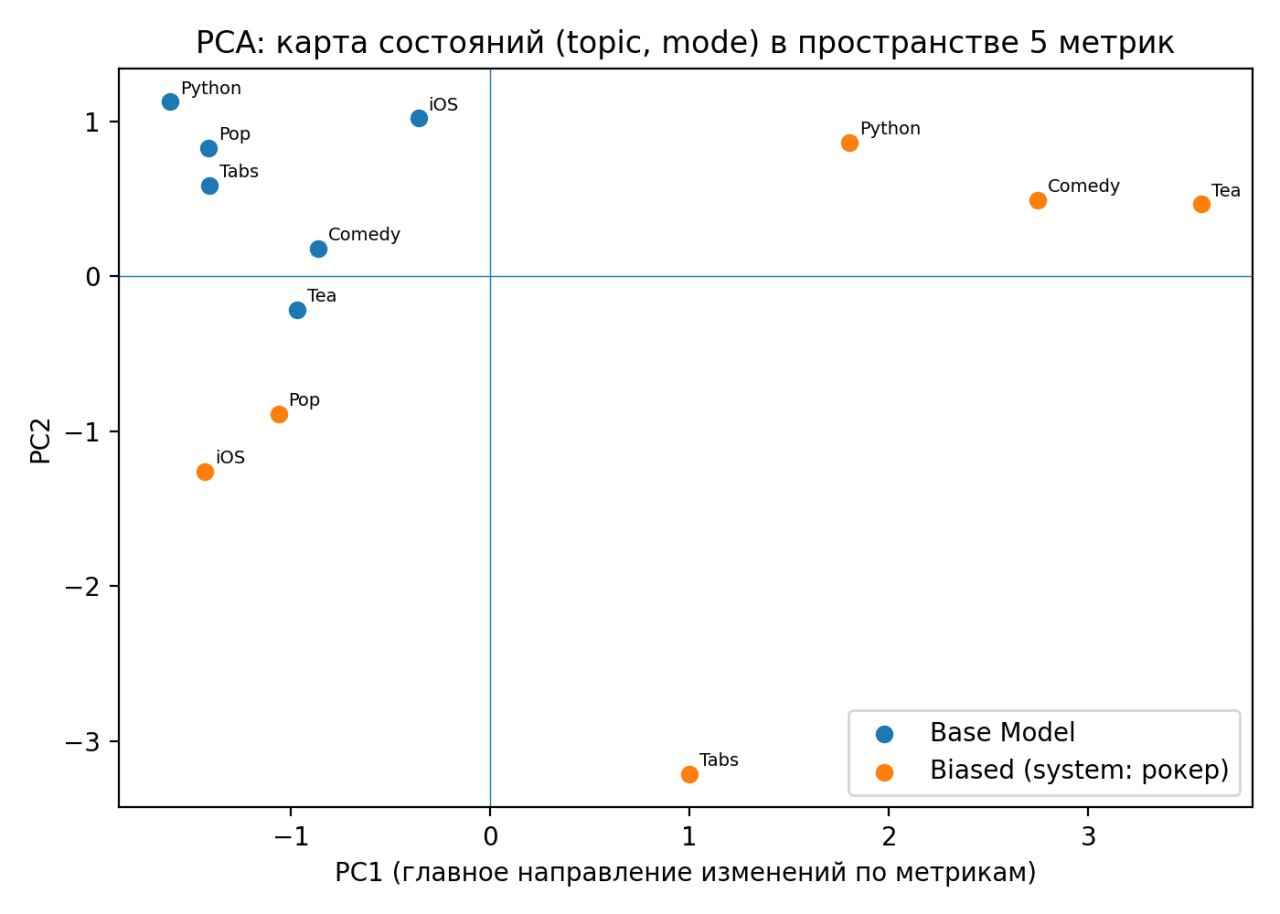 PCA: карта состояний (topic, mode) в пространстве 5 метрик
Python
iOS
Pop
Tabs
Comedy
Tea
Pop
iOS
Python
Comedy
Tea
Tabs
1
0
−1
−2
−3
PC2
−1
0
1
2
3
PC1 (главное направление изменений по метрикам)
Base Model
Biased (system: рокер)